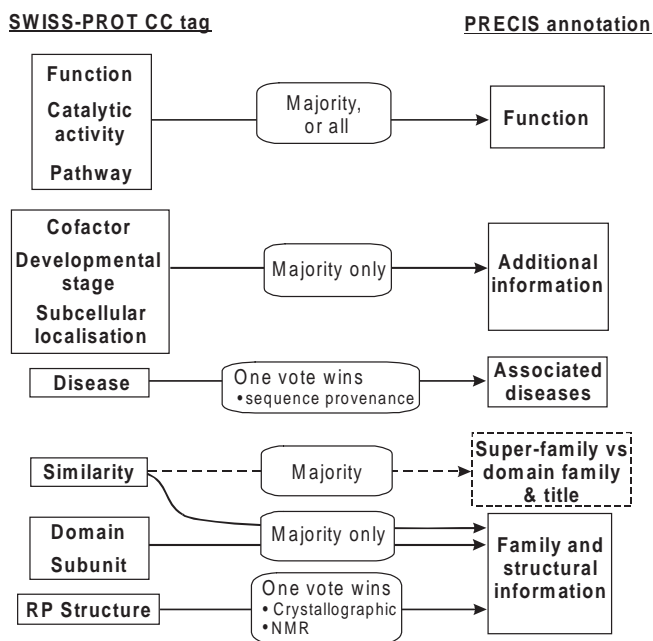 SWISS-PROT CC tag
PRECIS annotation
Function
Catalytic
activity
Pathway
Majority,
or all
Function
Cofactor
Developmental
stage
Subcellular
localisation
Majority only
Additional
information
Disease
One vote wins
•sequence provenance
Associated
diseases
Similarity
Majority
Super-family vs
domain family
& title
Domain
Subunit
Majority only
Family and
structural
information
RP Structure
One vote wins
• Crystallographic
•NMR